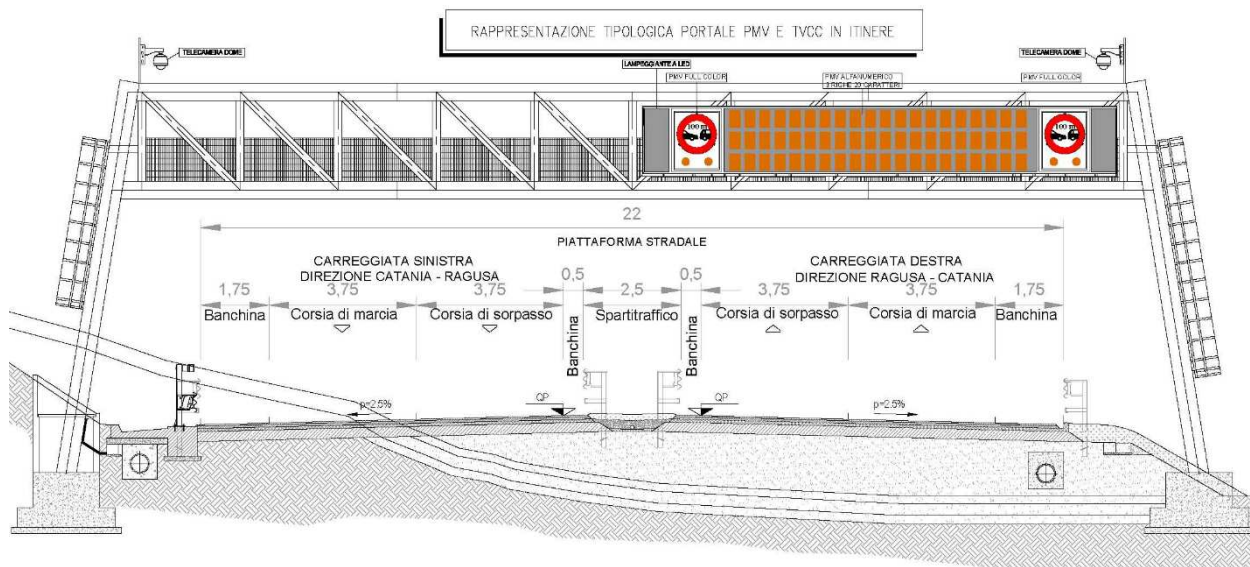 RAPPRESENTAZIONE TIPOLOGICA PORTALE PMV E TVCC IN ITINERE
TELECAMERA DOME
TELECAMERA DOME
LAMPEGGIANTE A LED
PMV FULL COLOR
PMV ALFANUMERICO
3 RIGHE 20 CARATTERI
PMV FULL COLOR
100 m
100 m
22
PIATTAFORMA STRADALE
CARREGGIATA SINISTRA
DIREZIONE CATANIA - RAGUSA
CARREGGIATA DESTRA
DIREZIONE RAGUSA - CATANIA
1,75
3,75
3,75
0,5
2,5
0,5
3,75
3,75
1,75
Banchina
Corsia di marcia
Corsia di sorpasso
Banchina
Spartitraffico
Banchina
Corsia di sorpasso
Corsia di marcia
Banchina
p=2.5%
QP
QP
p=2.5%